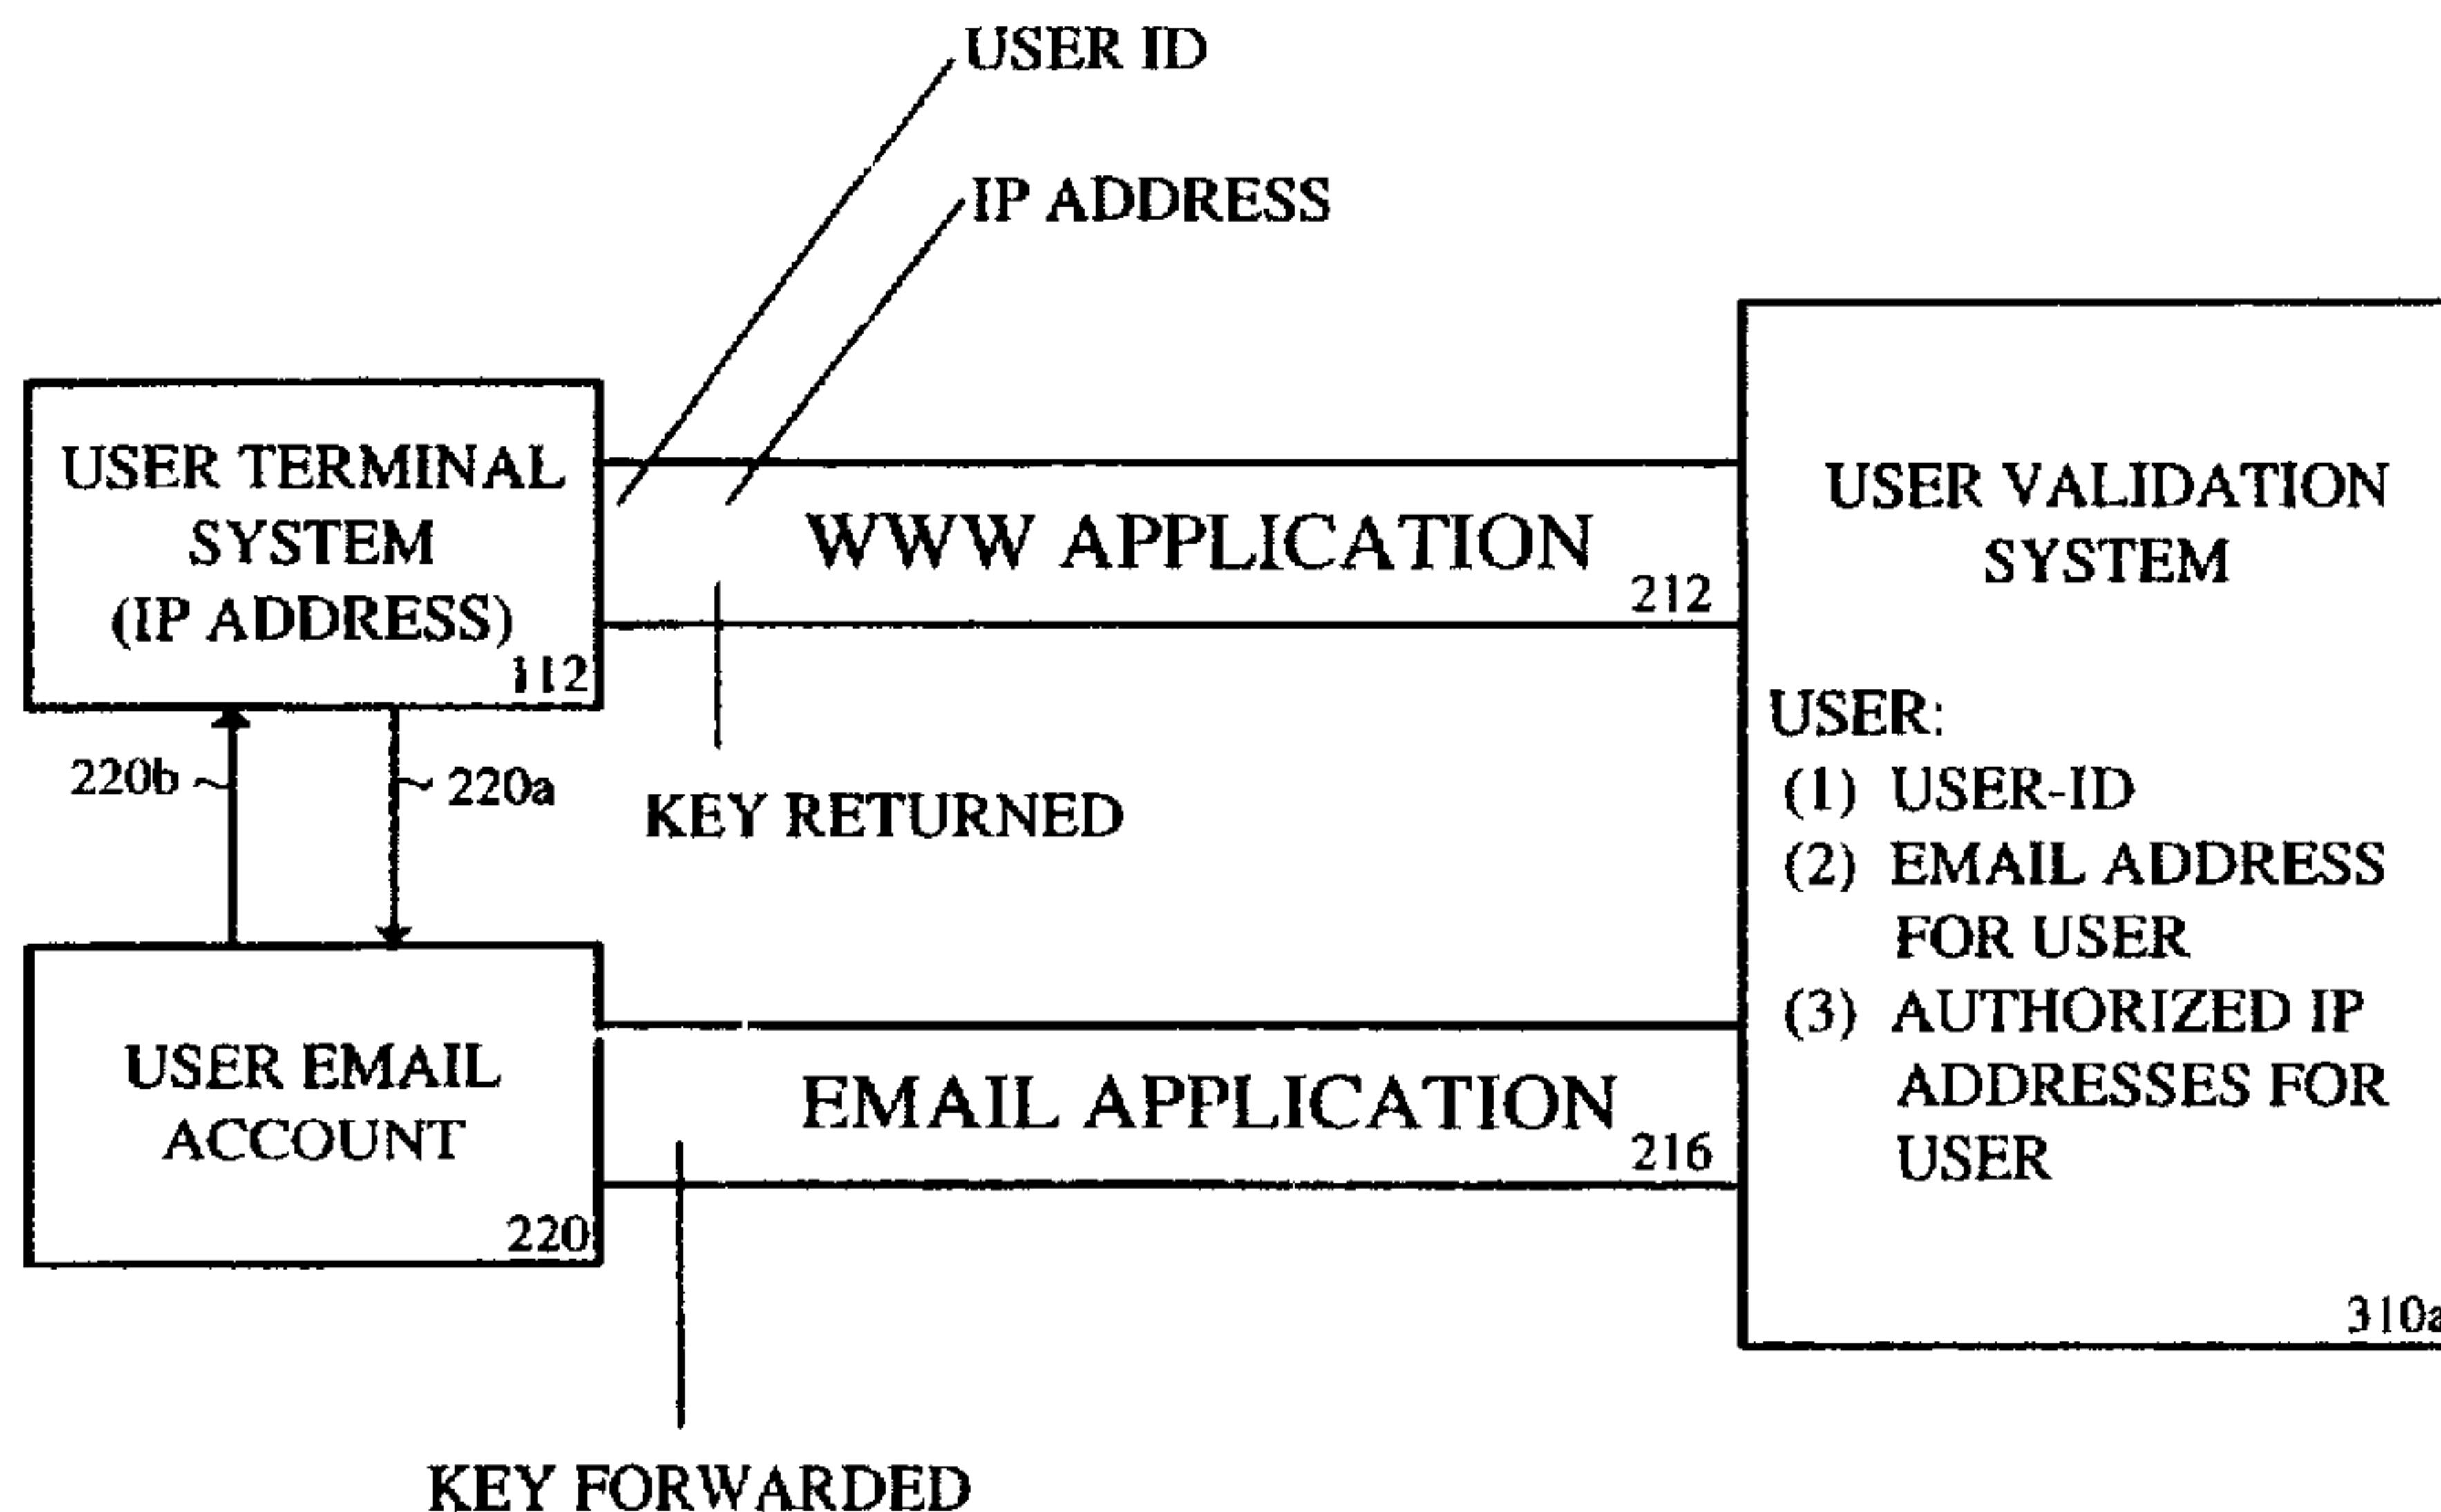 USER ID
IP ADDRESS
USER TERMINAL
SYSTEM
(IP ADDRESS)
112
WWW APPLICATION
212
USER VALIDATION
SYSTEM
220b
220a
KEY RETURNED
USER:
(1) USER-ID
(2) EMAIL ADDRESS
FOR USER
(3) AUTHORIZED IP
ADDRESSES FOR
USER
310a
USER EMAIL
ACCOUNT
220
EMAIL APPLICATION
216
KEY FORWARDED